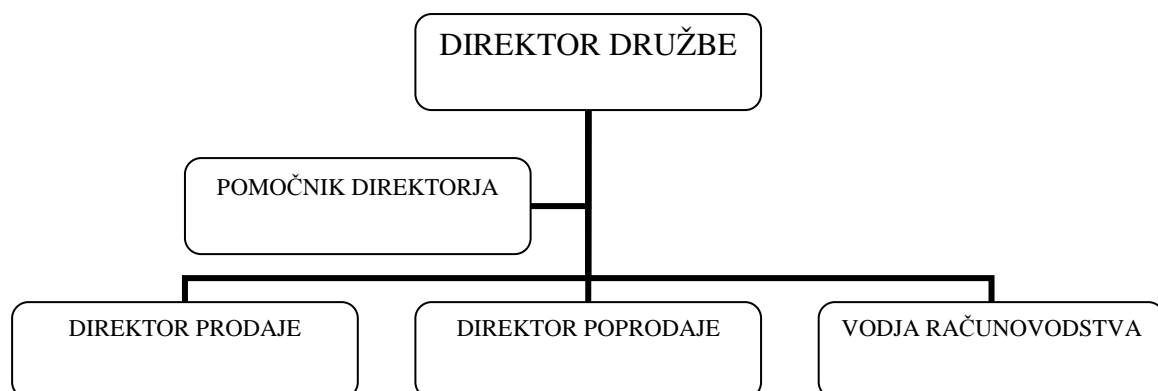 DIREKTOR DRUŽBE
POMOČNIK DIREKTORJA
DIREKTOR PRODAJE
DIREKTOR POPRODAJE
VODJA RAČUNOVODSTVA